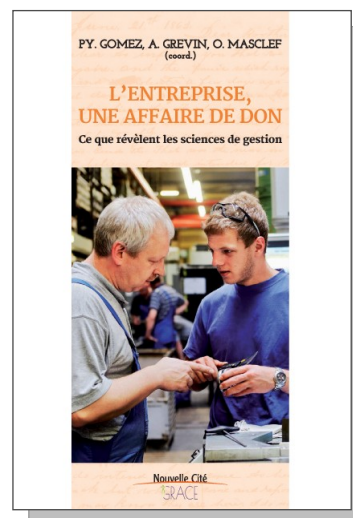 PY. GOMEZ, A. GREVIN, O. MASCLEF
(coord.)
L'ENTREPRISE,
UNE AFFAIRE DE DON
Ce que révèlent les sciences de gestion
Nouvelle Cité
GRACE